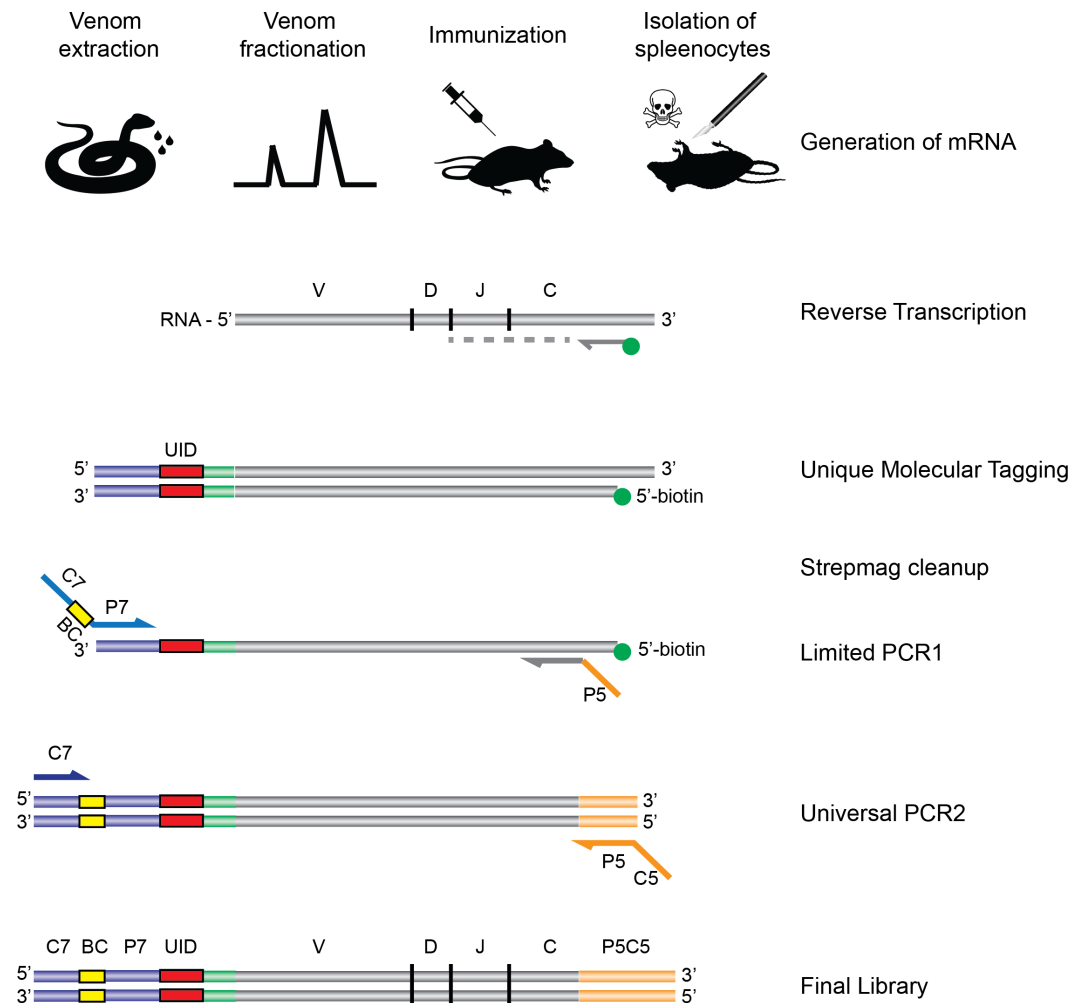 Venom
extraction
Venom
fractionation
Immunization
Isolation of
spleenocytes
Generation of mRNA
V D J C
RNA - 5’ 3’
Reverse Transcription
UID
5’ 3’
3’ 5’-biotin
Unique Molecular Tagging
Strepmag cleanup
C7
BC
P7
3’ 5’-biotin
P5
Limited PCR1
C7
5’ 3’
3’ 5’
P5
C5
Universal PCR2
C7 BC P7 UID V D J C P5C5
5’ 3’
3’ 5’
Final Library